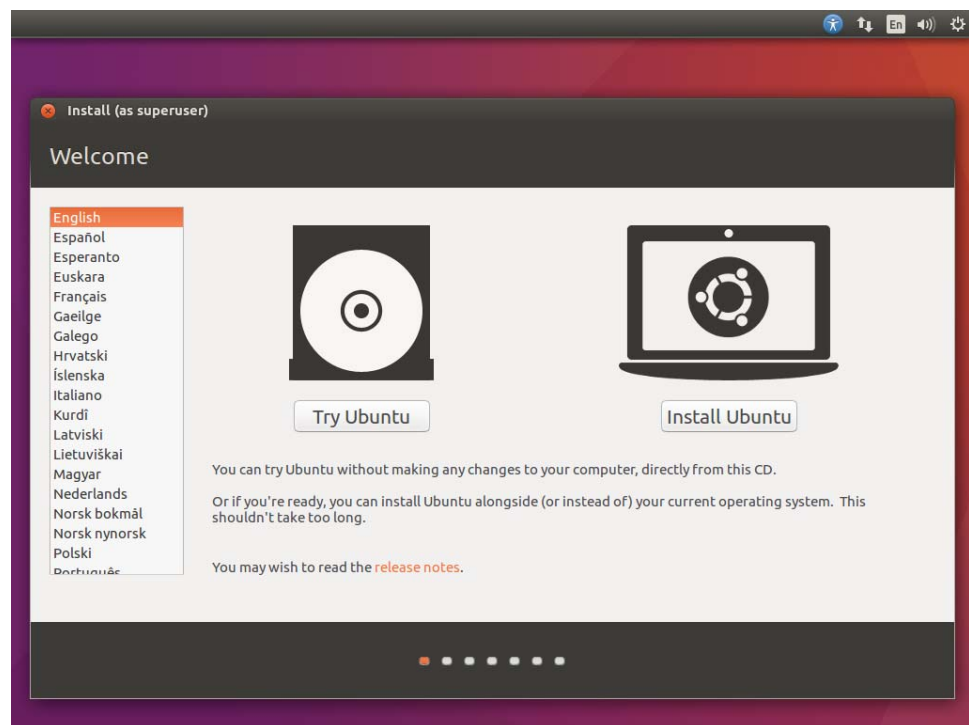 En
Install (as superuser)
Welcome
English
Español
Esperanto
Euskara
Français
Gaeilge
Galego
Hrvatski
Íslenska
Italiano
Kurdî
Latviski
Lietuviškai
Magyar
Nederlands
Norsk bokmål
Norsk nynorsk
Polski
Português
Try Ubuntu
Install Ubuntu
You can try Ubuntu without making any changes to your computer, directly from this CD.
Or if you're ready, you can install Ubuntu alongside (or instead of) your current operating system. This
shouldn't take too long.
You may wish to read the release notes.